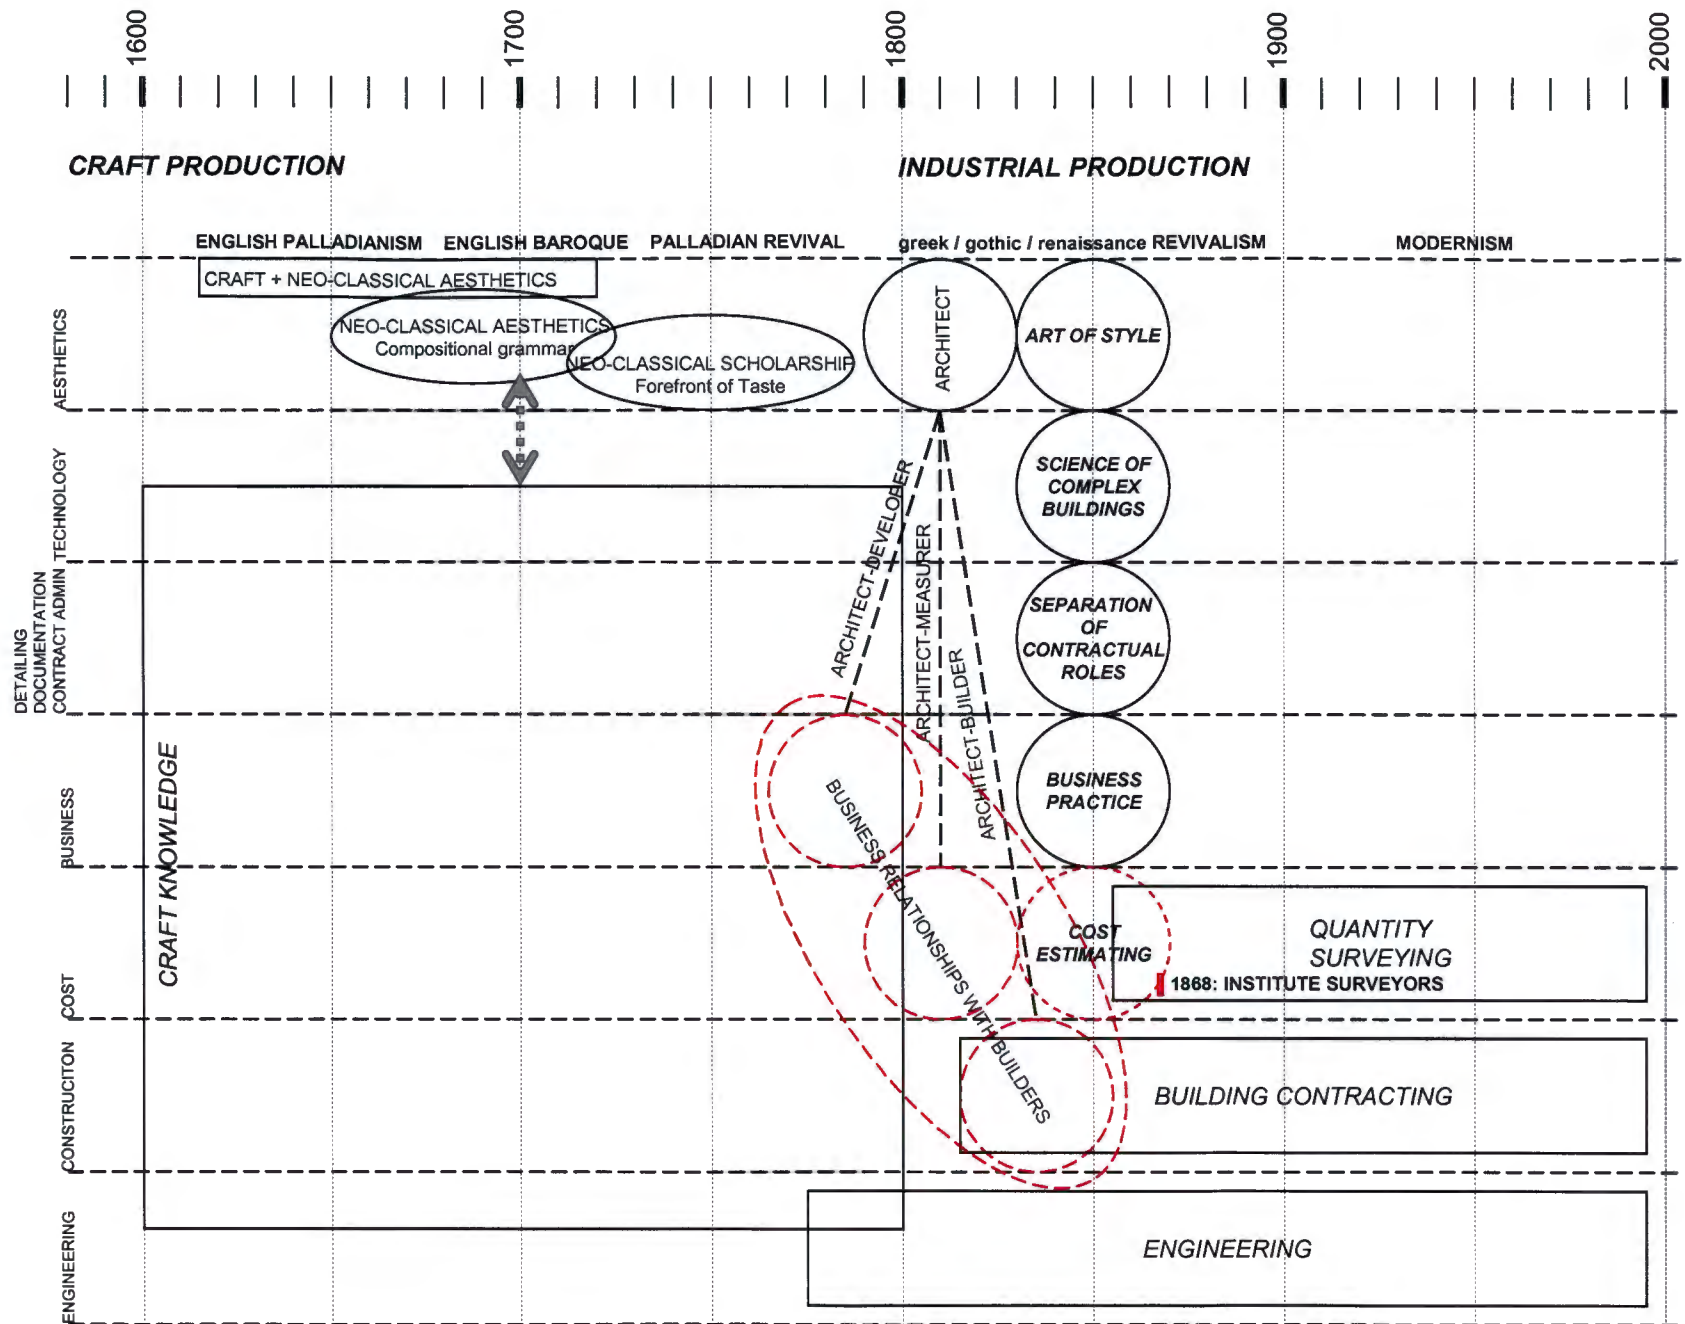 1600
1700
1800
1900
2000
CRAFT PRODUCTION
INDUSTRIAL PRODUCTION
ENGLISH PALLADIANISM
ENGLISH BAROQUE
PALLADIAN REVIVAL
greek / gothic / renaissance REVIVALISM
MODERNISM
CRAFT + NEO-CLASSICAL AESTHETICS
NEO-CLASSICAL AESTHETICS
Compositional grammar
NEO-CLASSICAL SCHOLARSHIP
Forefront of Taste
ARCHITECT
ART OF STYLE
AESTHETICS
SCIENCE OF
COMPLEX
BUILDINGS
TECHNOLOGY
ARCHITECT-DEVELOPER
ARCHITECT-MEASURER
ARCHITECT-BUILDER
SEPARATION
OF
CONTRACTUAL
ROLES
DETAILING
DOCUMENTATION
CONTRACT ADMIN
BUSINESS
PRACTICE
BUSINESS
CRAFT KNOWLEDGE
BUSINESS RELATIONSHIPS WITH BUILDERS
COST
ESTIMATING
QUANTITY
SURVEYING
1868: INSTITUTE SURVEYORS
COST
BUILDING CONTRACTING
CONSTRUCITON
ENGINEERING
ENGINEERING